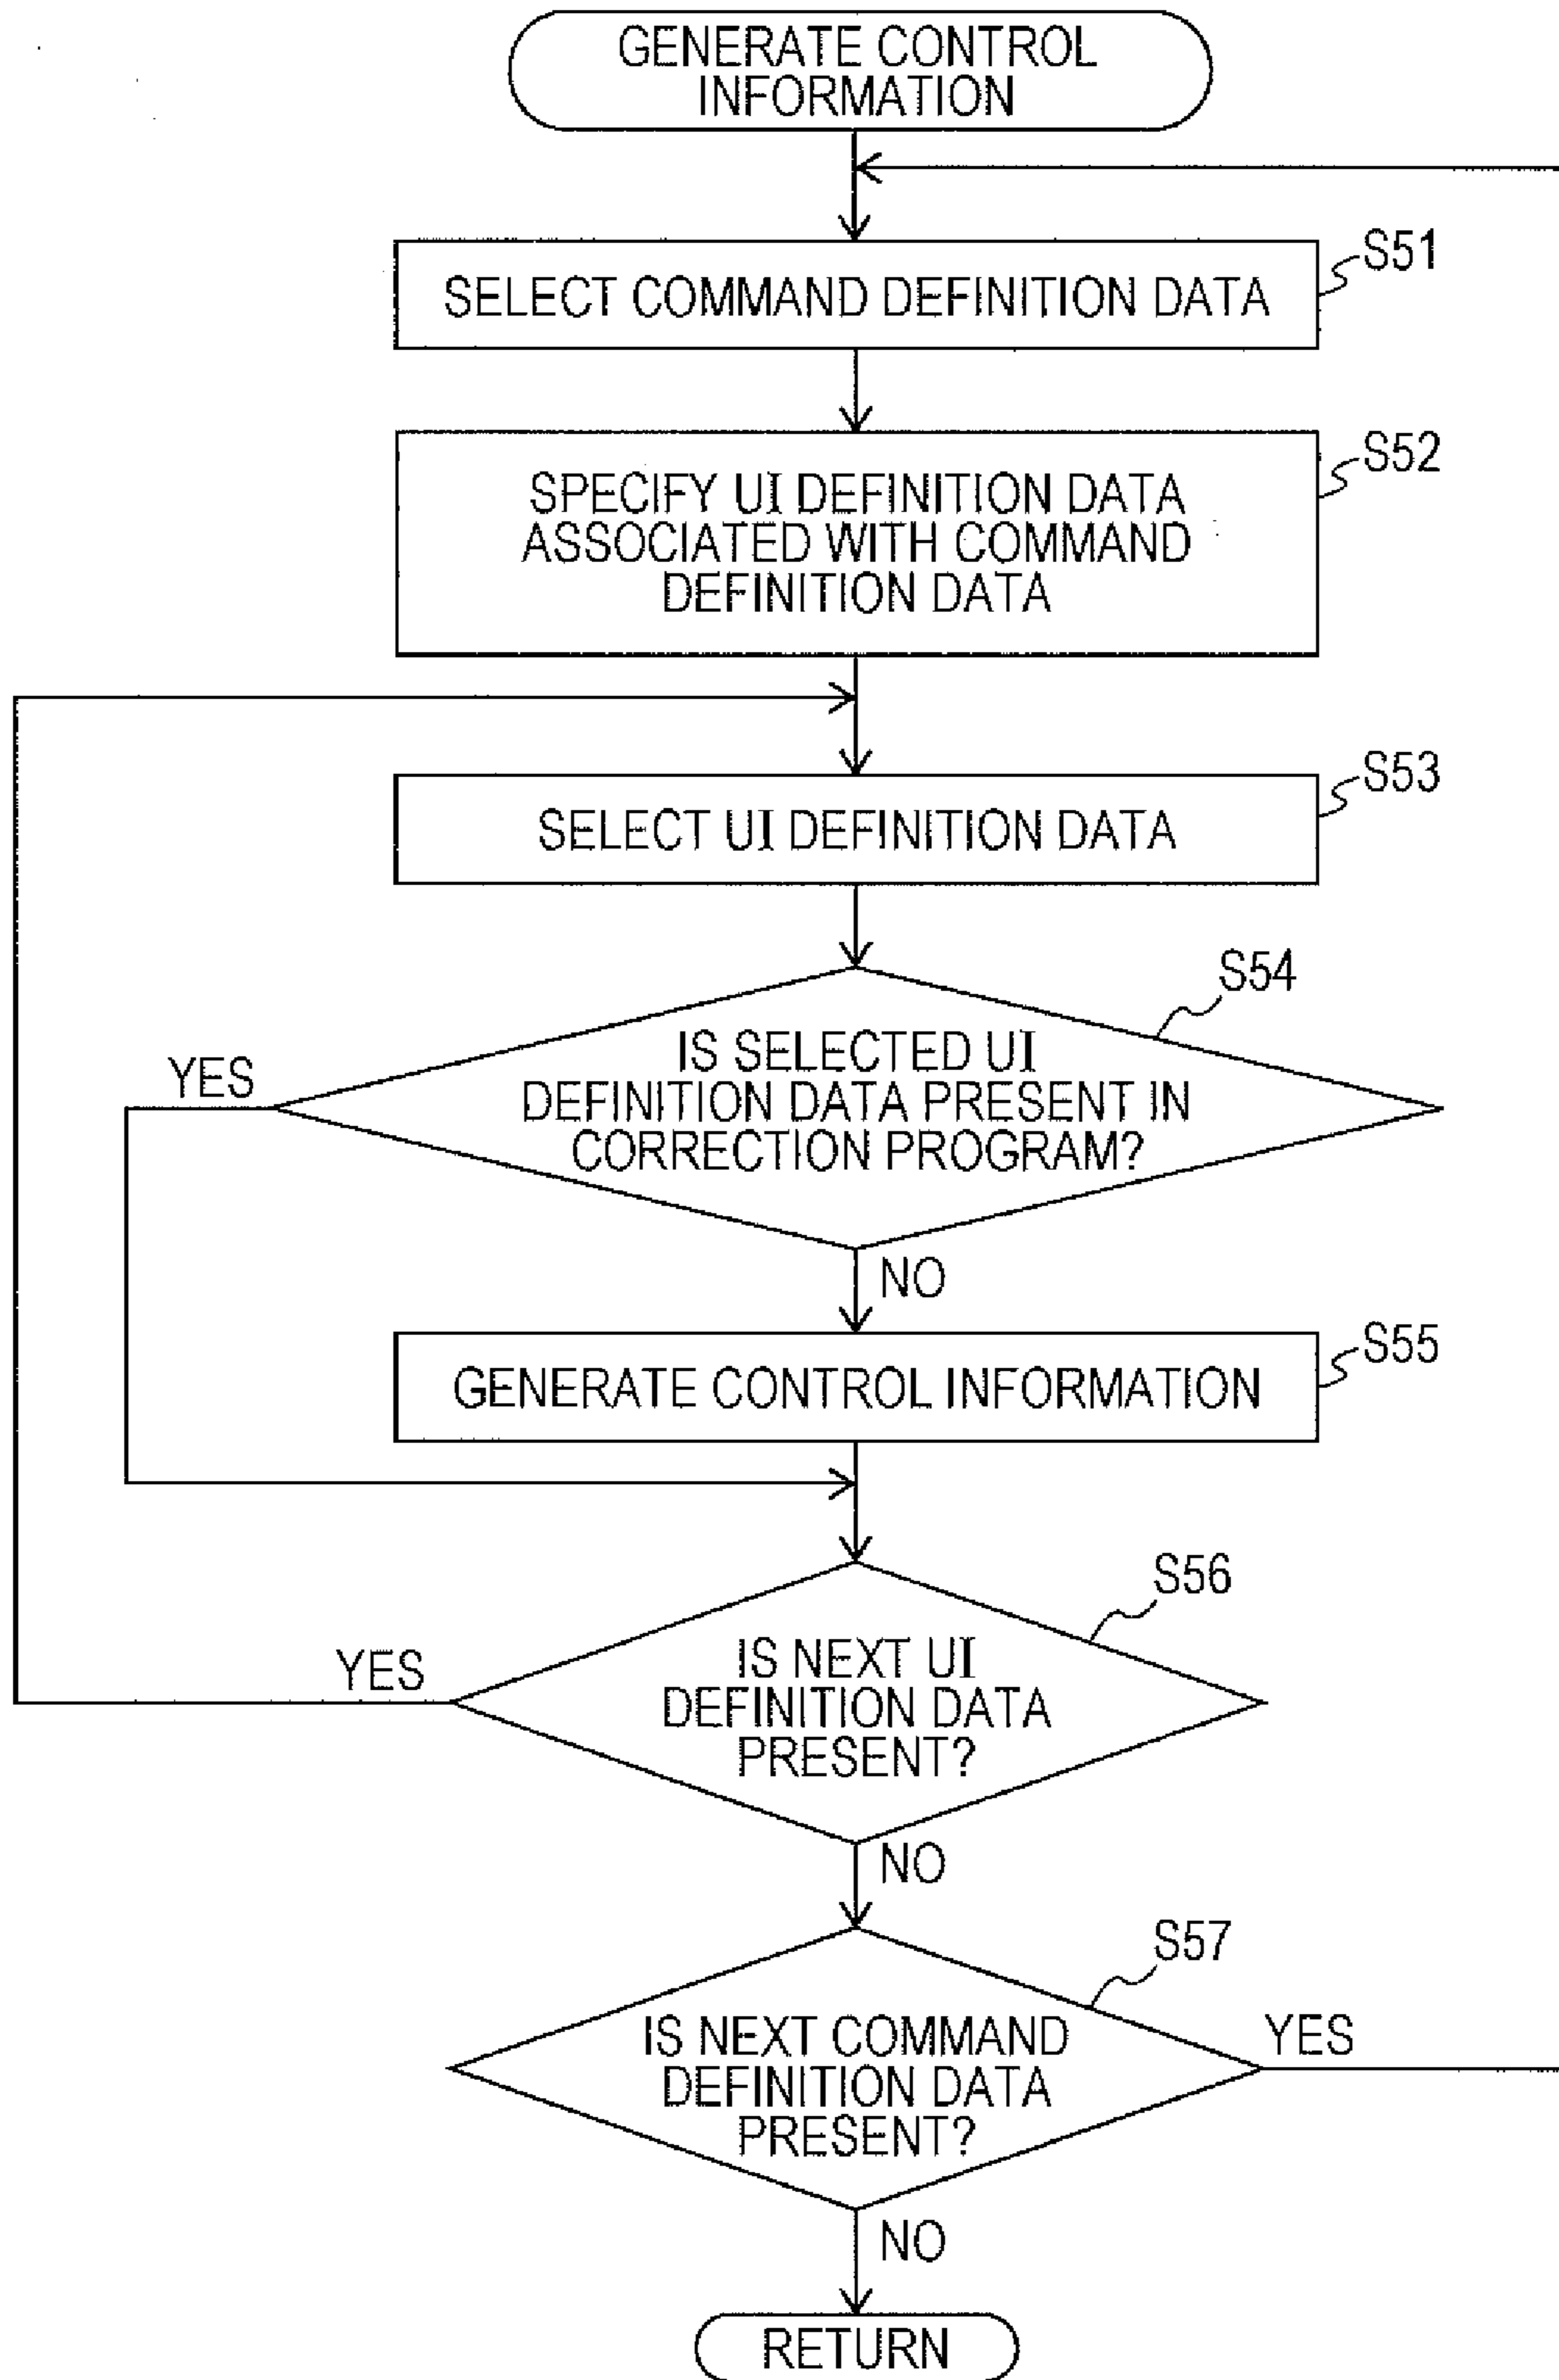 GENERATE CONTROL
INFORMATION
S51
SELECT COMMAND DEFINITION DATA
S52
SPECIFY UI DEFINITION DATA
ASSOCIATED WITH COMMAND
DEFINITION DATA
S53
SELECT UI DEFINITION DATA
S54
YES
IS SELECTED UI
DEFINITION DATA PRESENT IN
CORRECTION PROGRAM?
NO
S55
GENERATE CONTROL INFORMATION
S56
YES
IS NEXT UI
DEFINITION DATA
PRESENT?
NO
S57
IS NEXT COMMAND
DEFINITION DATA
PRESENT?
YES
NO
RETURN